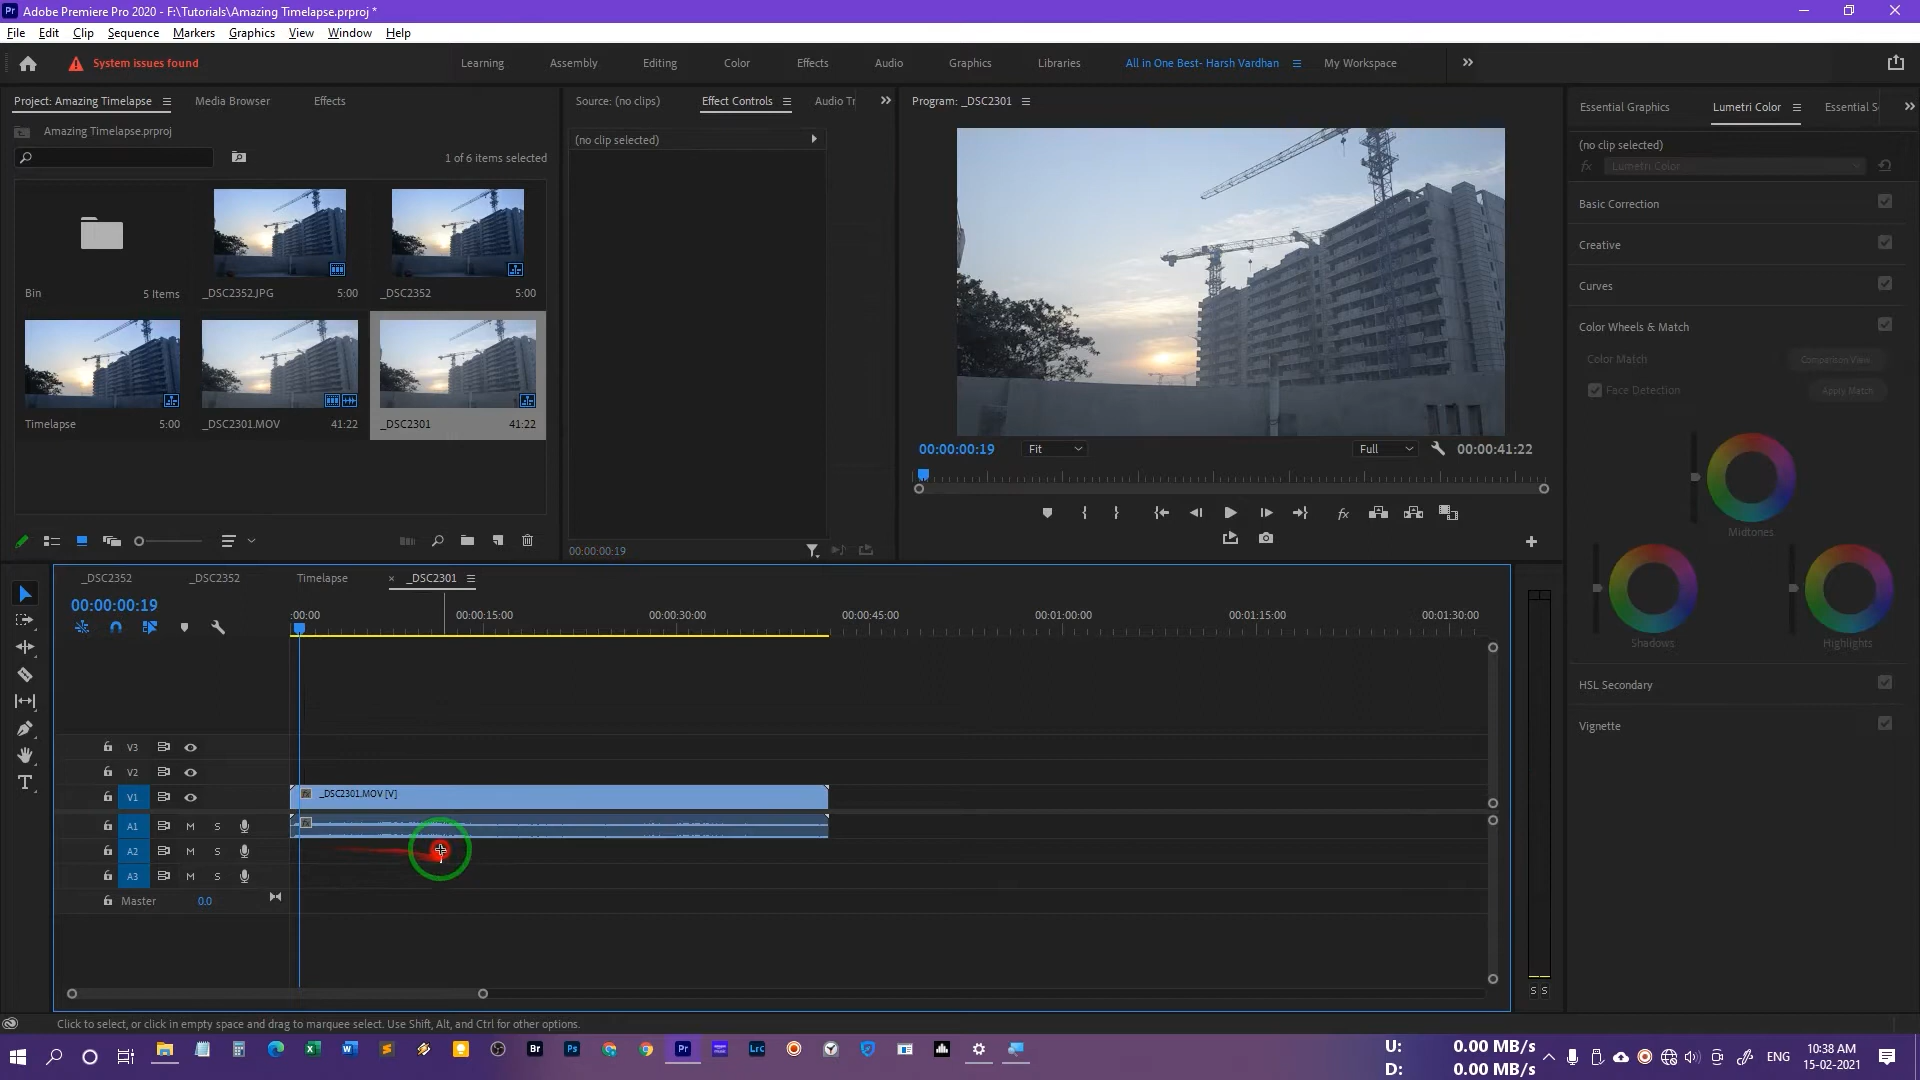 Adobe Premiere Pro 2020 - F:\Tutorials\Amazing Timelapse.prproj *
File Edit Clip Sequence Markers Graphics View Window Help
System issues found
Learning Assembly Editing Color Effects Audio Graphics Libraries All in One Best- Harsh Vardhan My Workspace
Project: Amazing Timelapse Media Browser Effects
Amazing Timelapse.prproj
1 of 6 items selected
Bin 5 Items
_DSC2352.JPG 5:00
_DSC2352 5:00
Timelapse 5:00
_DSC2301.MOV 41:22
_DSC2301 41:22
Source: (no clips) Effect Controls Audio Tr
(no clip selected)
00:00:00:19
Program: _DSC2301
00:00:00:19 Fit Full 00:00:41:22
Essential Graphics Lumetri Color Essential S
(no clip selected)
fx Lumetri Color
Basic Correction
Creative
Curves
Color Wheels & Match
Color Match Comparison View
Face Detection Apply Match
Midtones
Shadows Highlights
HSL Secondary
Vignette
_DSC2352 _DSC2352 Timelapse × _DSC2301
00:00:00:19
:00:00 00:00:15:00 00:00:30:00 00:00:45:00 00:01:00:00 00:01:15:00 00:01:30:00
V3
V2
V1 fx _DSC2301.MOV [V]
A1 M S
A2 M S
A3 M S
Master 0.0
S S
Click to select, or click in empty space and drag to marquee select. Use Shift, Alt, and Ctrl for other options.
U: 0.00 MB/s
D: 0.00 MB/s
ENG
10:38 AM
15-02-2021